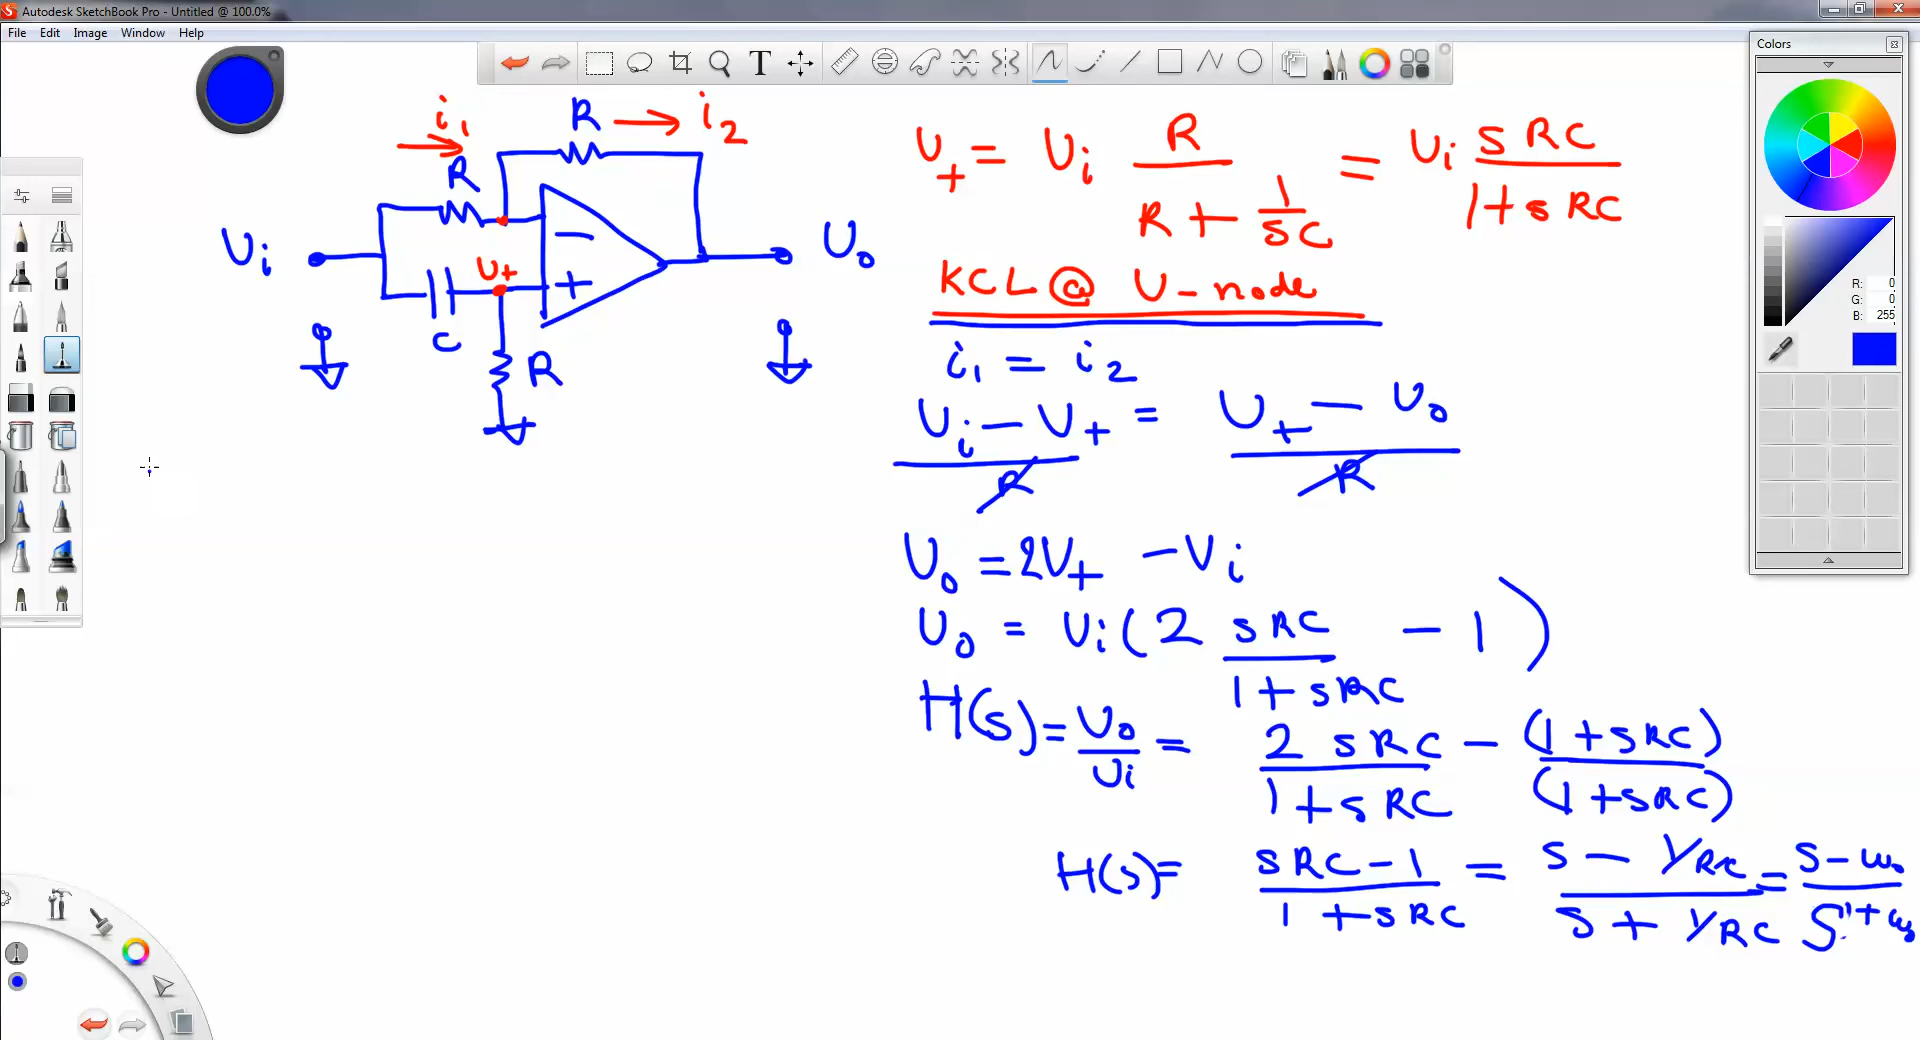 Autodesk SketchBook Pro - Untitled @ 100.0%
File Edit Image Window Help
T
Colors
R: 0
G: 0
B: 255
i₁
R
i₂
R
Vi
V+
−
+
C
R
Vo
V+ = Vi R / (R + 1/sC) = Vi sRC / (1+sRC)
KCL @ V- node
i₁ = i₂
(Vi − V+) / R = (V+ − Vo) / R
Vo = 2V+ − Vi
Vo = Vi (2 sRC / (1+sRC) − 1)
H(s) = Vo/Vi = 2 sRC / (1+sRC) − (1+sRC) / (1+sRC)
H(s) = (sRC − 1) / (1+sRC) = (s − 1/RC) / (s + 1/RC) = (s − ω₀) / (s + ω₀)